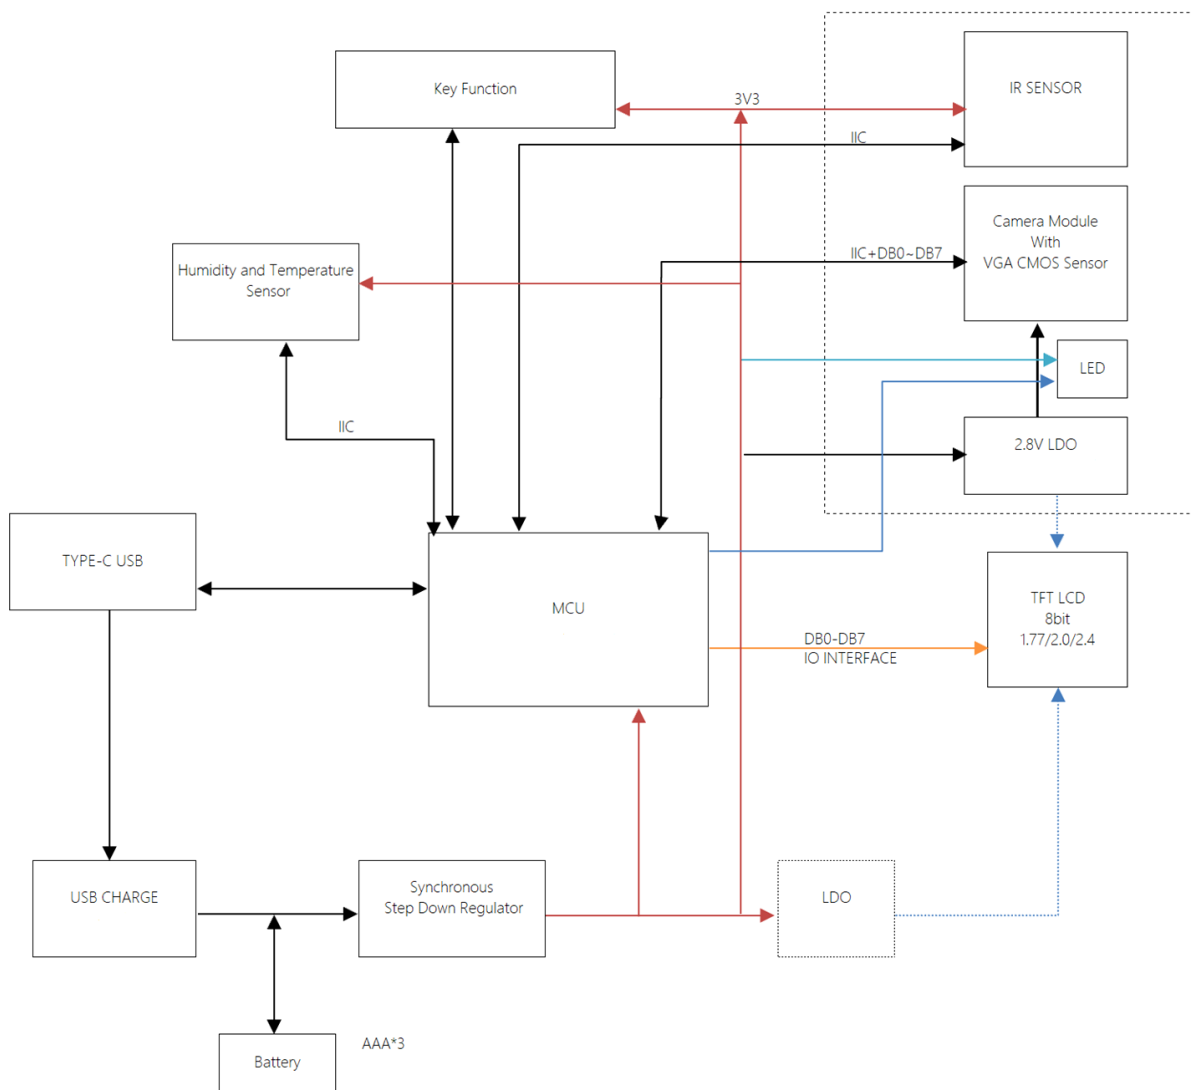 Key Function
3V3
IR SENSOR
IIC
Camera Module
With
VGA CMOS Sensor
IIC+DB0~DB7
Humidity and Temperature
Sensor
LED
IIC
2.8V LDO
TYPE-C USB
MCU
TFT LCD
8bit
1.77/2.0/2.4
DB0-DB7
IO INTERFACE
USB CHARGE
Synchronous
Step Down Regulator
LDO
AAA*3
Battery